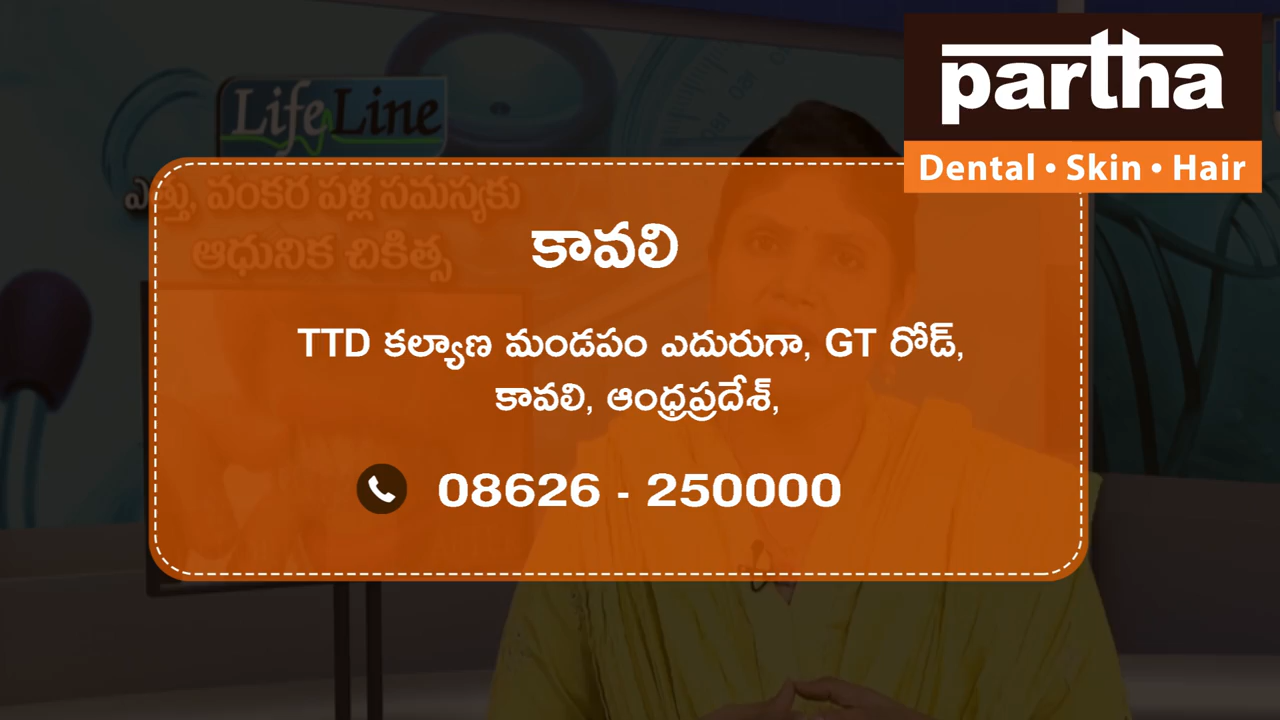 partha
Dental • Skin • Hair
LifeLine
ఎత్తు, వంకర పళ్ల సమస్యకు
ఆధునిక చికిత్స
కావలి
TTD కల్యాణ మండపం ఎదురుగా, GT రోడ్,
కావలి, ఆంధ్రప్రదేశ్,
08626 - 250000